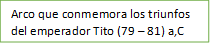 Arco que conmemora los triunfos
del emperador Tito (79 – 81) a,C